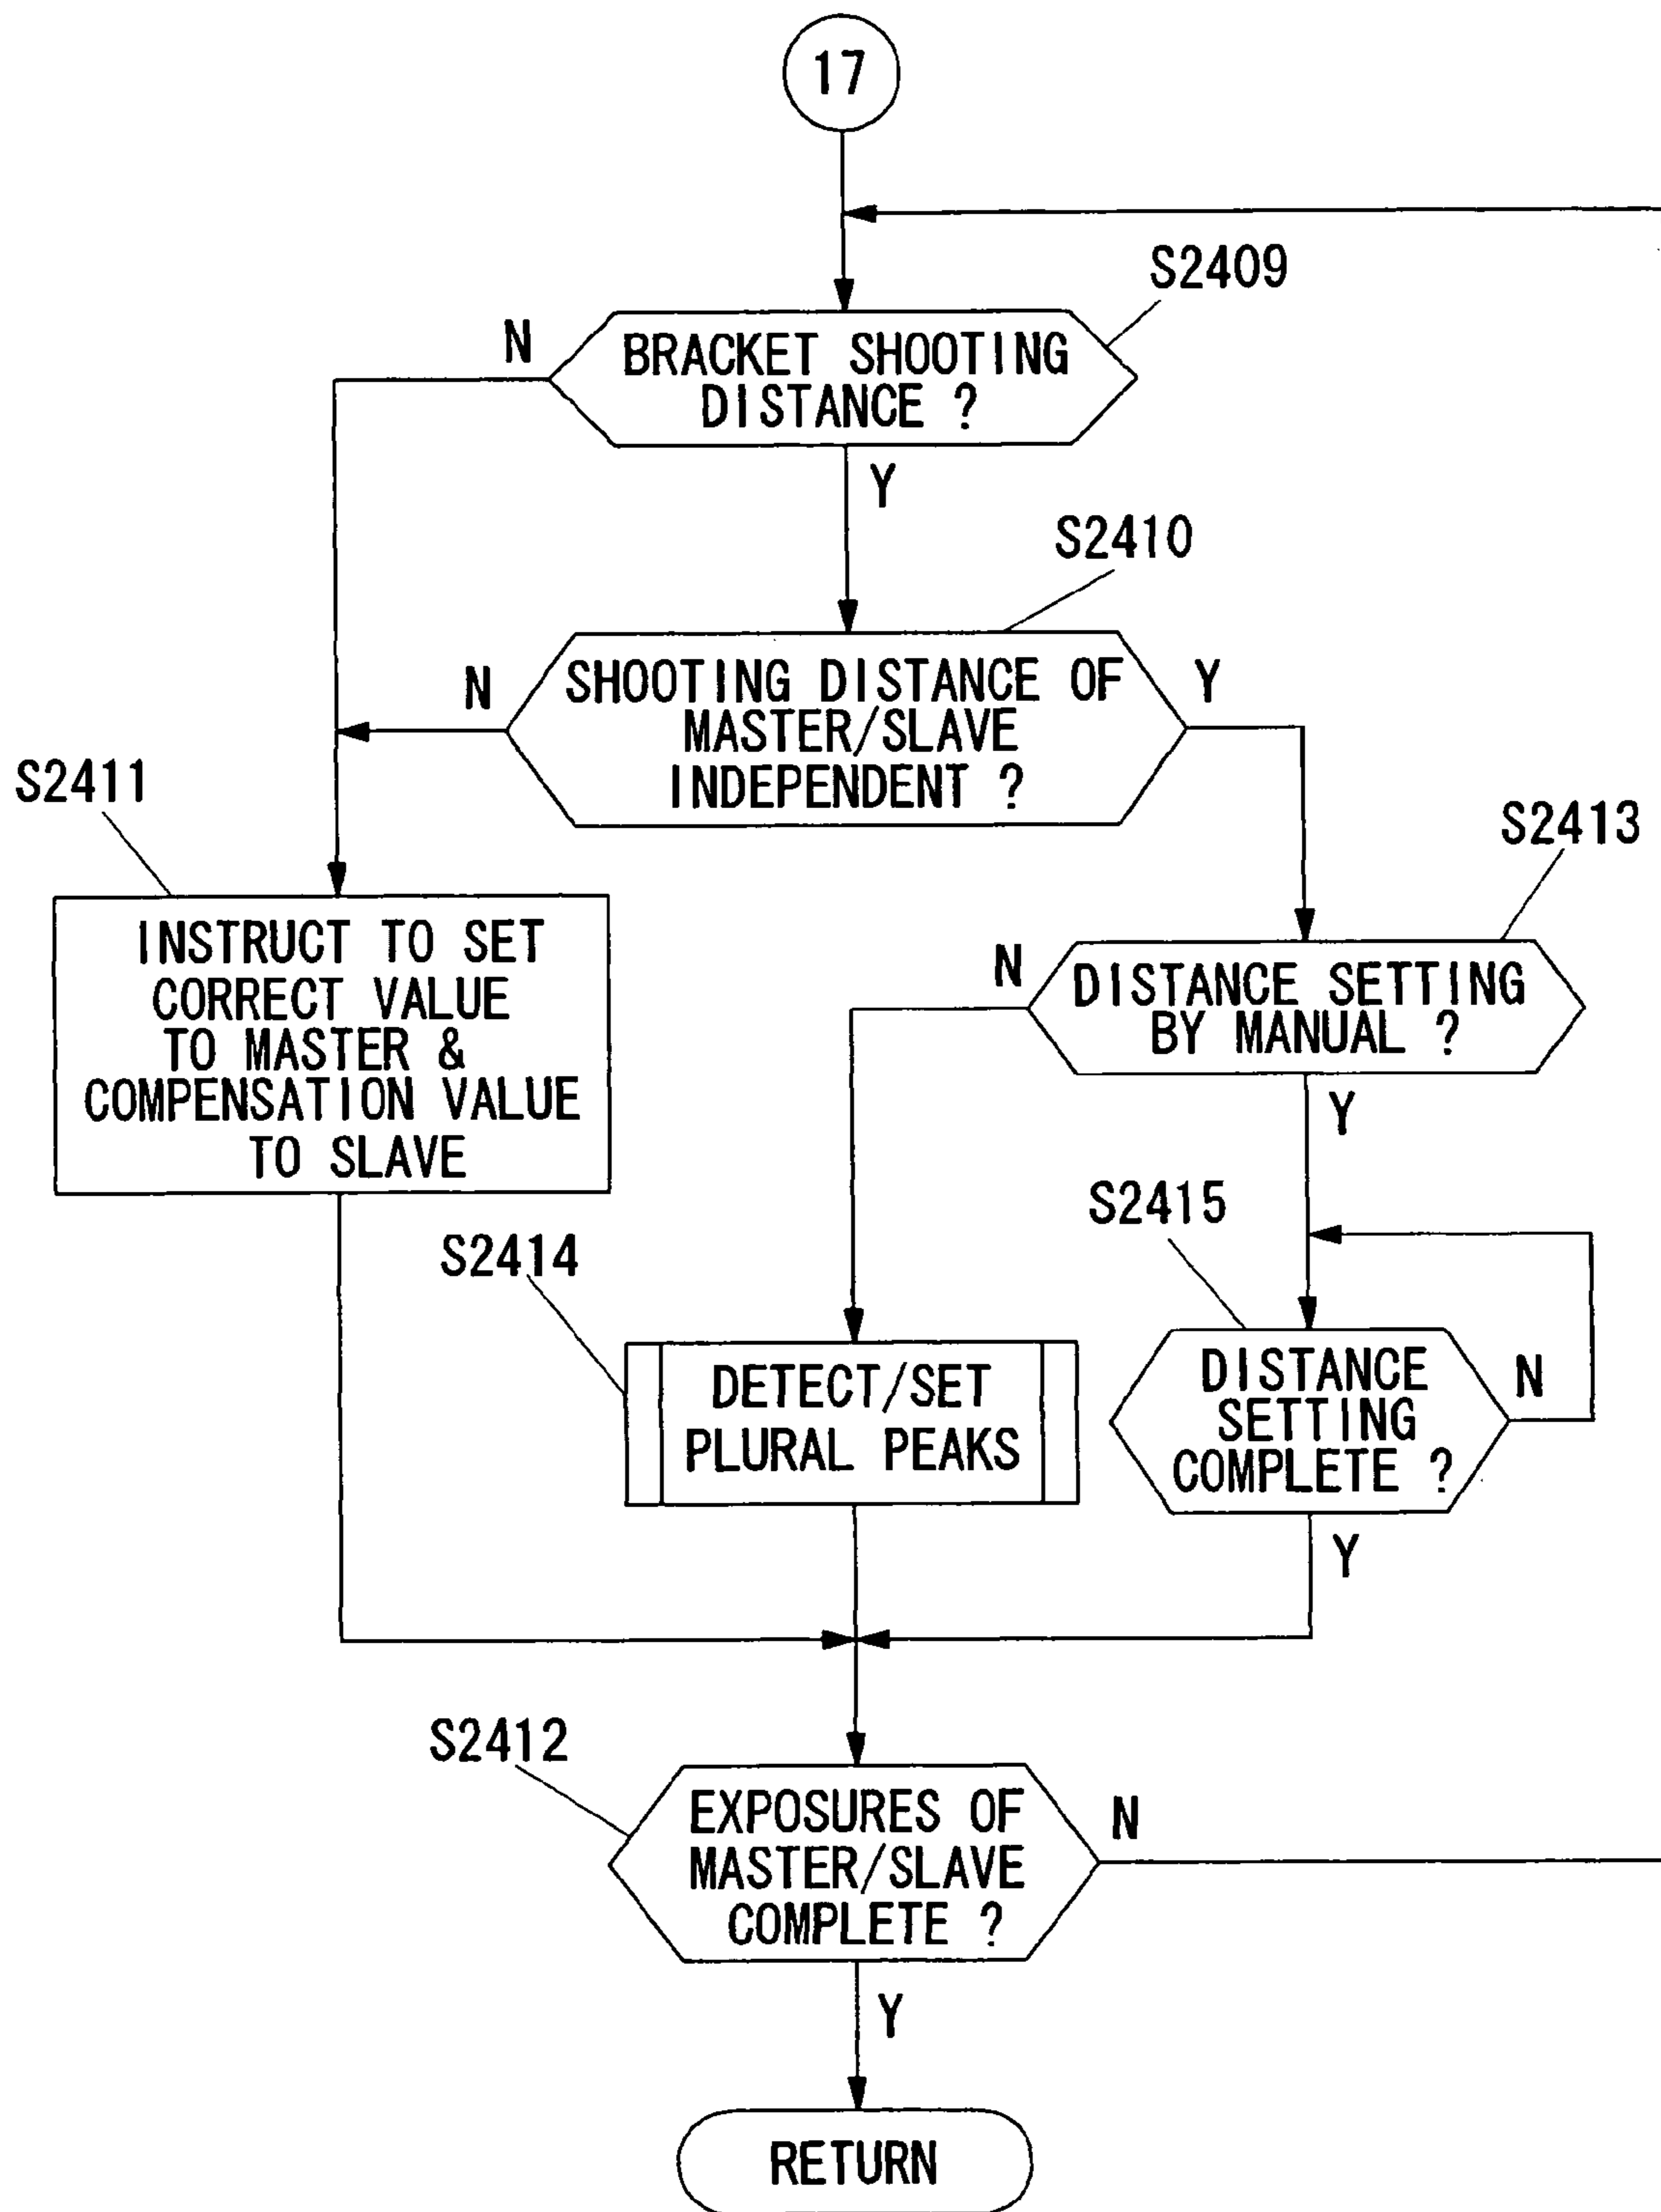 17
S2409
N
BRACKET SHOOTING
DISTANCE ?
Y
S2410
N
SHOOTING DISTANCE OF
MASTER/SLAVE
INDEPENDENT ?
Y
S2411
INSTRUCT TO SET
CORRECT VALUE
TO MASTER &
COMPENSATION VALUE
TO SLAVE
S2413
N
DISTANCE SETTING
BY MANUAL ?
Y
S2414
DETECT/SET
PLURAL PEAKS
S2415
DISTANCE
SETTING
COMPLETE ?
N
Y
S2412
EXPOSURES OF
MASTER/SLAVE
COMPLETE ?
N
Y
RETURN